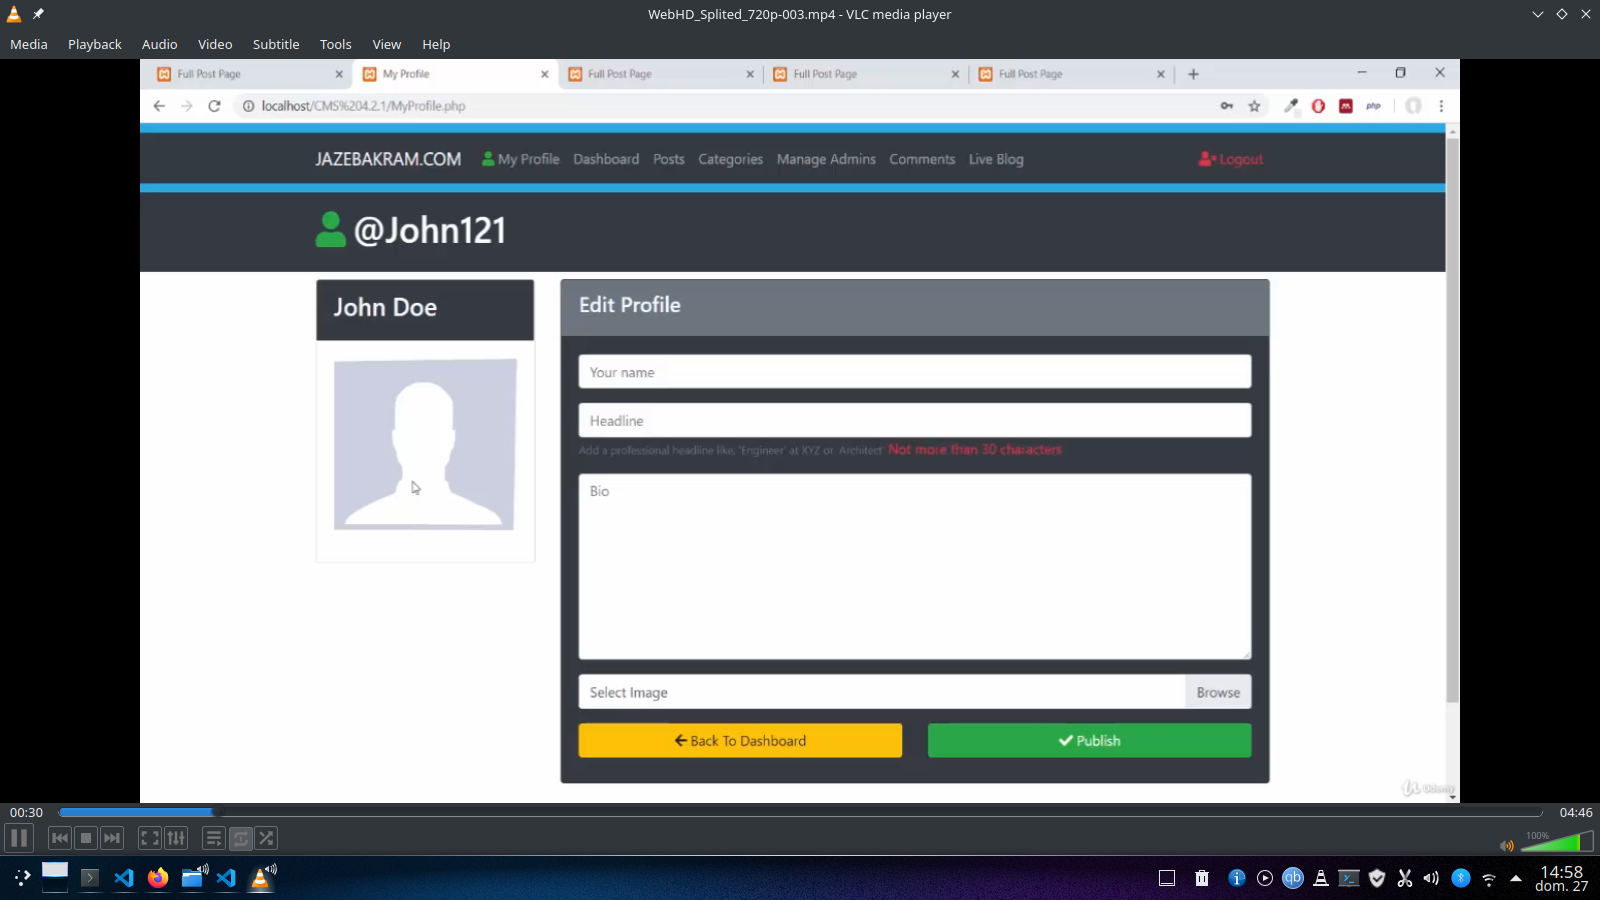 WebHD_Splited_720p-003.mp4 - VLC media player
Media Playback Audio Video Subtitle Tools View Help
Full Post Page My Profile Full Post Page Full Post Page Full Post Page
localhost/CMS%204.2.1/MyProfile.php
php
JAZEBAKRAM.COM My Profile Dashboard Posts Categories Manage Admins Comments Live Blog Logout
@John121
John Doe
Edit Profile
Your name
Headline
Add a professional headline like, 'Engineer' at XYZ or 'Architect' Not more than 30 characters
Bio
Select Image Browse
Back To Dashboard Publish
Udemy
00:30 04:46
100%
qb
14:58
dom. 27